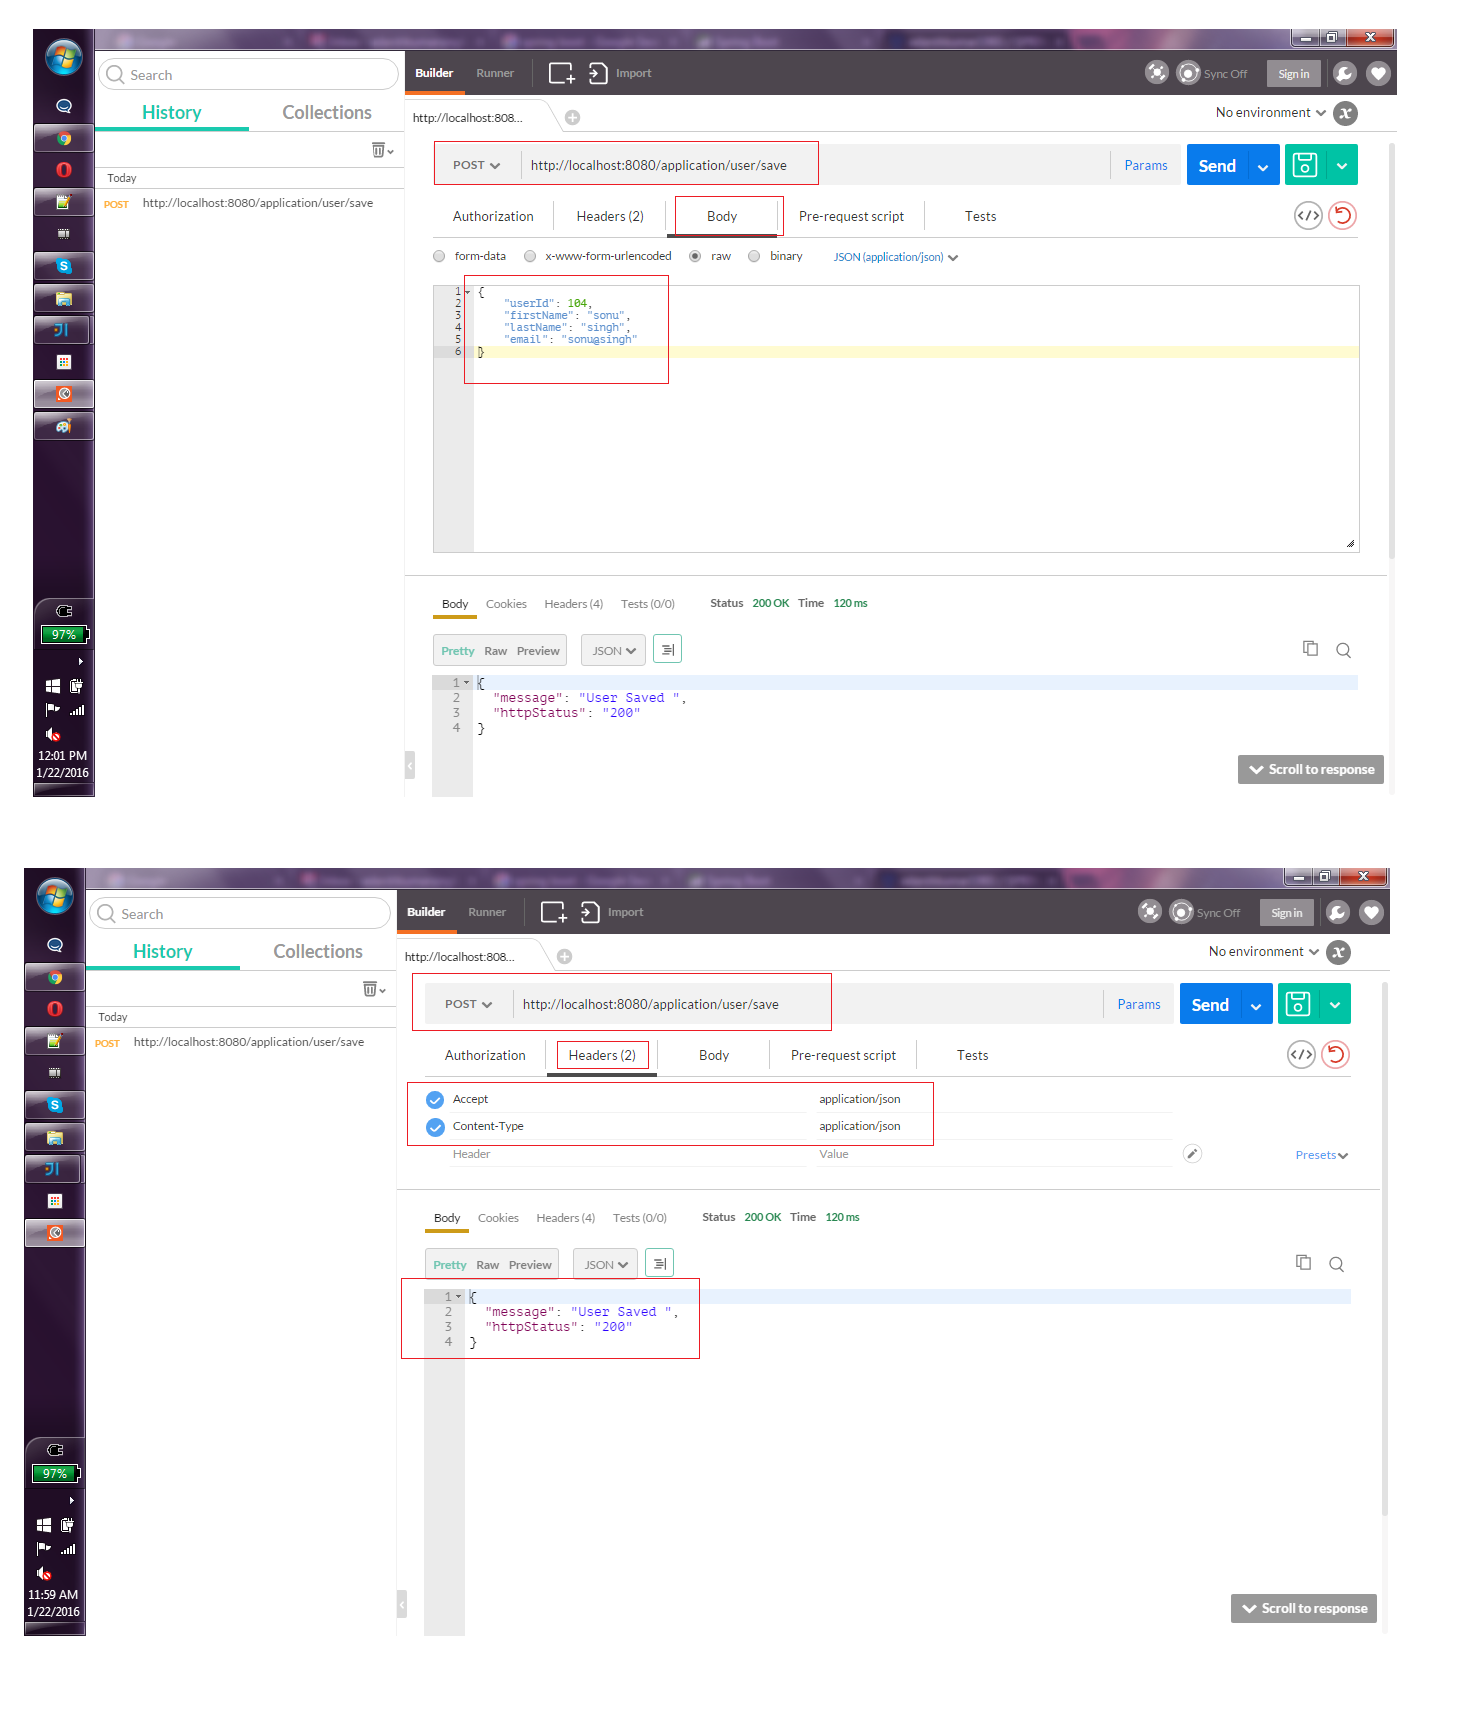 Search
Builder Runner Import Sync Off Sign in
History Collections
http://localhost:808... No environment
Today
POST http://localhost:8080/application/user/save
POST http://localhost:8080/application/user/save Params Send
Authorization Headers (2) Body Pre-request script Tests
form-data x-www-form-urlencoded raw binary JSON (application/json)
1 {
2 "userId": 104,
3 "firstName": "sonu",
4 "lastName": "singh",
5 "email": "sonu@singh"
6 }
Body Cookies Headers (4) Tests (0/0) Status 200 OK Time 120 ms
Pretty Raw Preview JSON
1 {
2 "message": "User Saved ",
3 "httpStatus": "200"
4 }
Scroll to response
97%
12:01 PM
1/22/2016
Search
Builder Runner Import Sync Off Sign in
History Collections
http://localhost:808... No environment
Today
POST http://localhost:8080/application/user/save
POST http://localhost:8080/application/user/save Params Send
Authorization Headers (2) Body Pre-request script Tests
Accept application/json
Content-Type application/json
Header Value Presets
Body Cookies Headers (4) Tests (0/0) Status 200 OK Time 120 ms
Pretty Raw Preview JSON
1 {
2 "message": "User Saved ",
3 "httpStatus": "200"
4 }
Scroll to response
97%
11:59 AM
1/22/2016